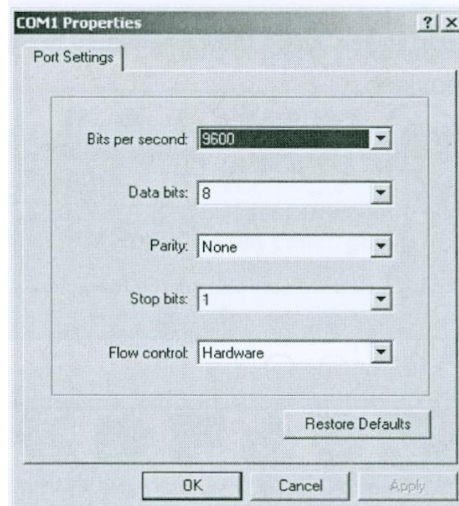 COM1 Properties
Port Settings
Bits per second: 9600
Data bits: 8
Parity: None
Stop bits: 1
Flow control: Hardware
Restore Defaults
OK Cancel Apply